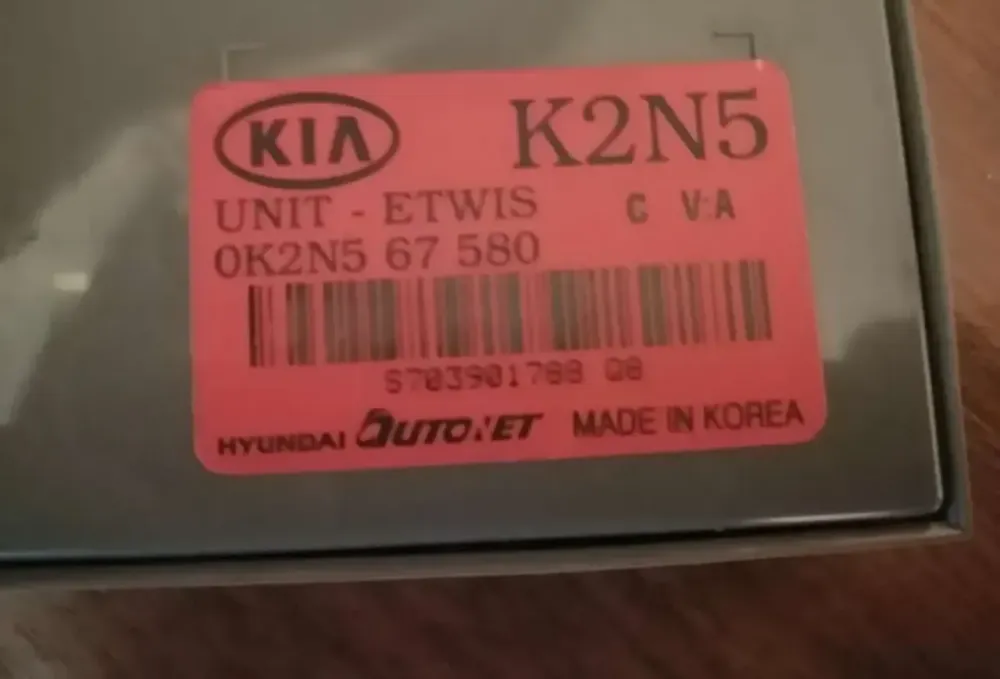 KIA K2N5
UNIT - ETWIS C V:A
0K2N5 67 580
S703901788 Q8
HYUNDAI AUTONET MADE IN KOREA